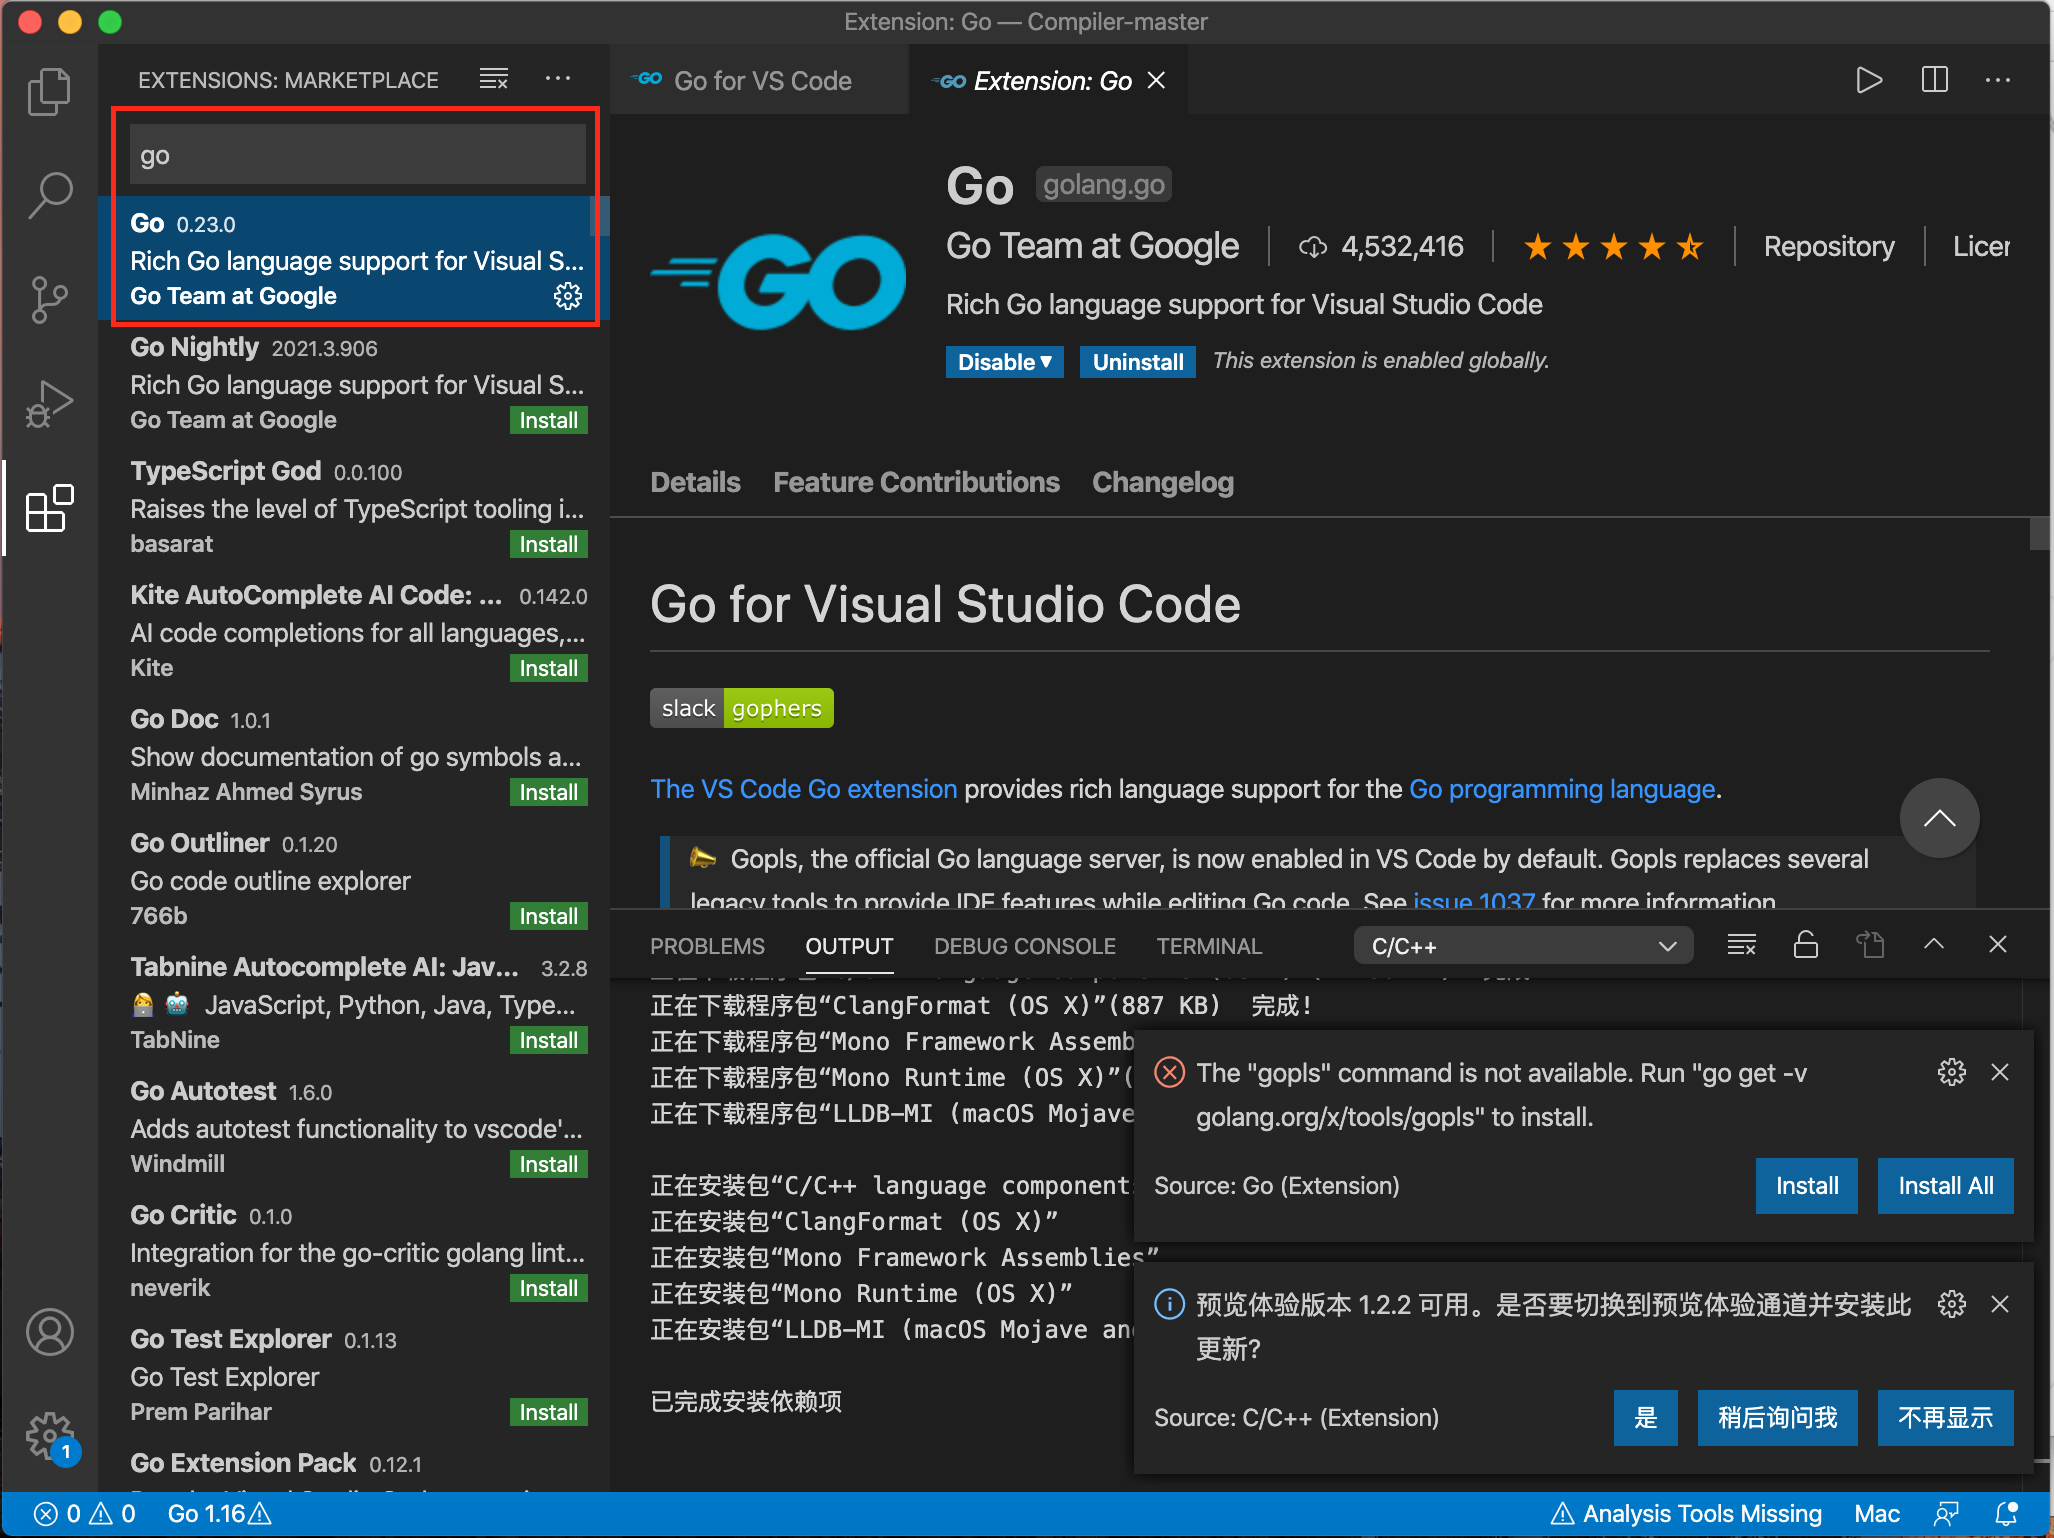 Extension: Go — Compiler-master
EXTENSIONS: MARKETPLACE
go
Go 0.23.0
Rich Go language support for Visual S...
Go Team at Google
Go Nightly 2021.3.906
Rich Go language support for Visual S...
Go Team at Google
Install
TypeScript God 0.0.100
Raises the level of TypeScript tooling i...
basarat
Install
Kite AutoComplete AI Code: ... 0.142.0
AI code completions for all languages,...
Kite
Install
Go Doc 1.0.1
Show documentation of go symbols a...
Minhaz Ahmed Syrus
Install
Go Outliner 0.1.20
Go code outline explorer
766b
Install
Tabnine Autocomplete AI: Jav... 3.2.8
JavaScript, Python, Java, Type...
TabNine
Install
Go Autotest 1.6.0
Adds autotest functionality to vscode'...
Windmill
Install
Go Critic 0.1.0
Integration for the go-critic golang lint...
neverik
Install
Go Test Explorer 0.1.13
Go Test Explorer
Prem Parihar
Install
Go Extension Pack 0.12.1
Go for VS Code
Extension: Go
GO
Go golang.go
Go Team at Google 4,532,416 Repository Licen
Rich Go language support for Visual Studio Code
Disable Uninstall This extension is enabled globally.
Details Feature Contributions Changelog
Go for Visual Studio Code
slack gophers
The VS Code Go extension provides rich language support for the Go programming language.
Gopls, the official Go language server, is now enabled in VS Code by default. Gopls replaces several
legacy tools to provide IDE features while editing Go code. See issue 1037 for more information.
PROBLEMS OUTPUT DEBUG CONSOLE TERMINAL C/C++
正在下载程序包“ClangFormat (OS X)”(887 KB) 完成!
正在下载程序包“Mono Framework Assemb
正在下载程序包“Mono Runtime (OS X)”(
正在下载程序包“LLDB-MI (macOS Mojave
正在安装包“C/C++ language component
正在安装包“ClangFormat (OS X)”
正在安装包“Mono Framework Assemblies”
正在安装包“Mono Runtime (OS X)”
正在安装包“LLDB-MI (macOS Mojave an
已完成安装依赖项
The "gopls" command is not available. Run "go get -v
golang.org/x/tools/gopls" to install.
Source: Go (Extension)
Install Install All
预览体验版本 1.2.2 可用。是否要切换到预览体验通道并安装此
更新?
Source: C/C++ (Extension)
是 稍后询问我 不再显示
1
0 0 Go 1.16
Analysis Tools Missing Mac